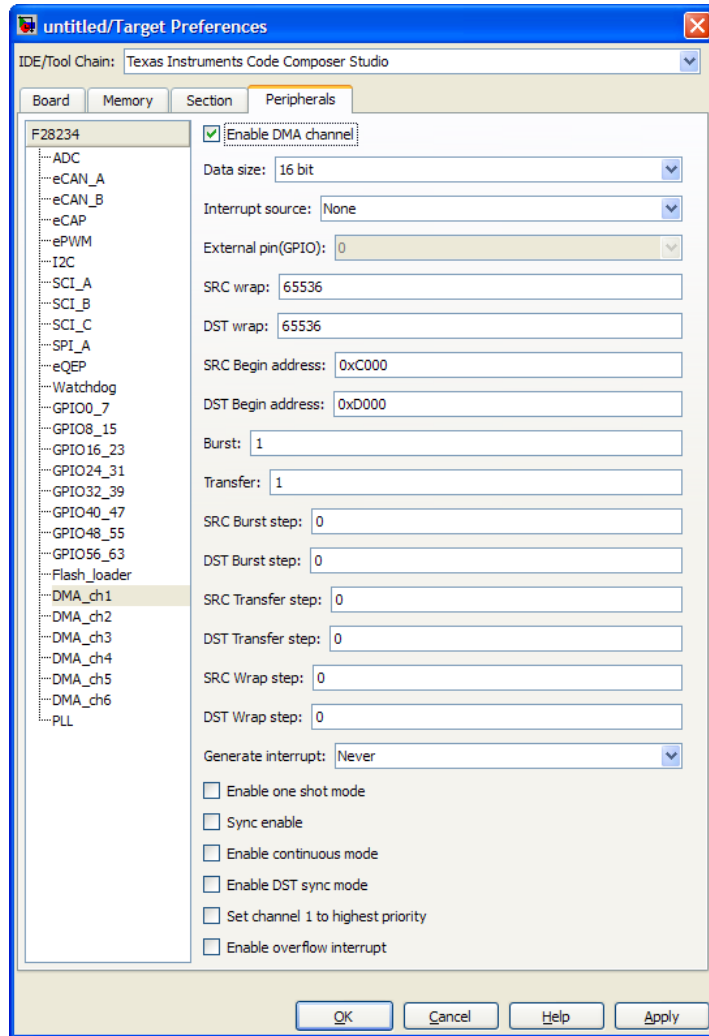 untitled/Target Preferences
IDE/Tool Chain: Texas Instruments Code Composer Studio
Board Memory Section Peripherals
F28234
ADC
eCAN_A
eCAN_B
eCAP
ePWM
I2C
SCI_A
SCI_B
SCI_C
SPI_A
eQEP
Watchdog
GPIO0_7
GPIO8_15
GPIO16_23
GPIO24_31
GPIO32_39
GPIO40_47
GPIO48_55
GPIO56_63
Flash_loader
DMA_ch1
DMA_ch2
DMA_ch3
DMA_ch4
DMA_ch5
DMA_ch6
PLL
Enable DMA channel
Data size: 16 bit
Interrupt source: None
External pin(GPIO): 0
SRC wrap: 65536
DST wrap: 65536
SRC Begin address: 0xC000
DST Begin address: 0xD000
Burst: 1
Transfer: 1
SRC Burst step: 0
DST Burst step: 0
SRC Transfer step: 0
DST Transfer step: 0
SRC Wrap step: 0
DST Wrap step: 0
Generate interrupt: Never
Enable one shot mode
Sync enable
Enable continuous mode
Enable DST sync mode
Set channel 1 to highest priority
Enable overflow interrupt
OK Cancel Help Apply